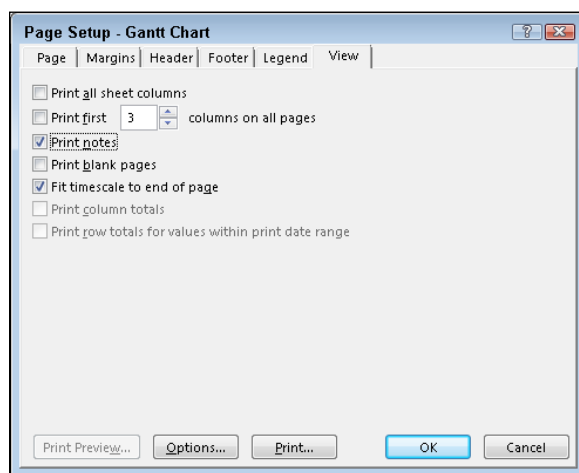 Page Setup - Gantt Chart
Page Margins Header Footer Legend View
Print all sheet columns
Print first 3 columns on all pages
Print notes
Print blank pages
Fit timescale to end of page
Print column totals
Print row totals for values within print date range
Print Preview... Options... Print... OK Cancel